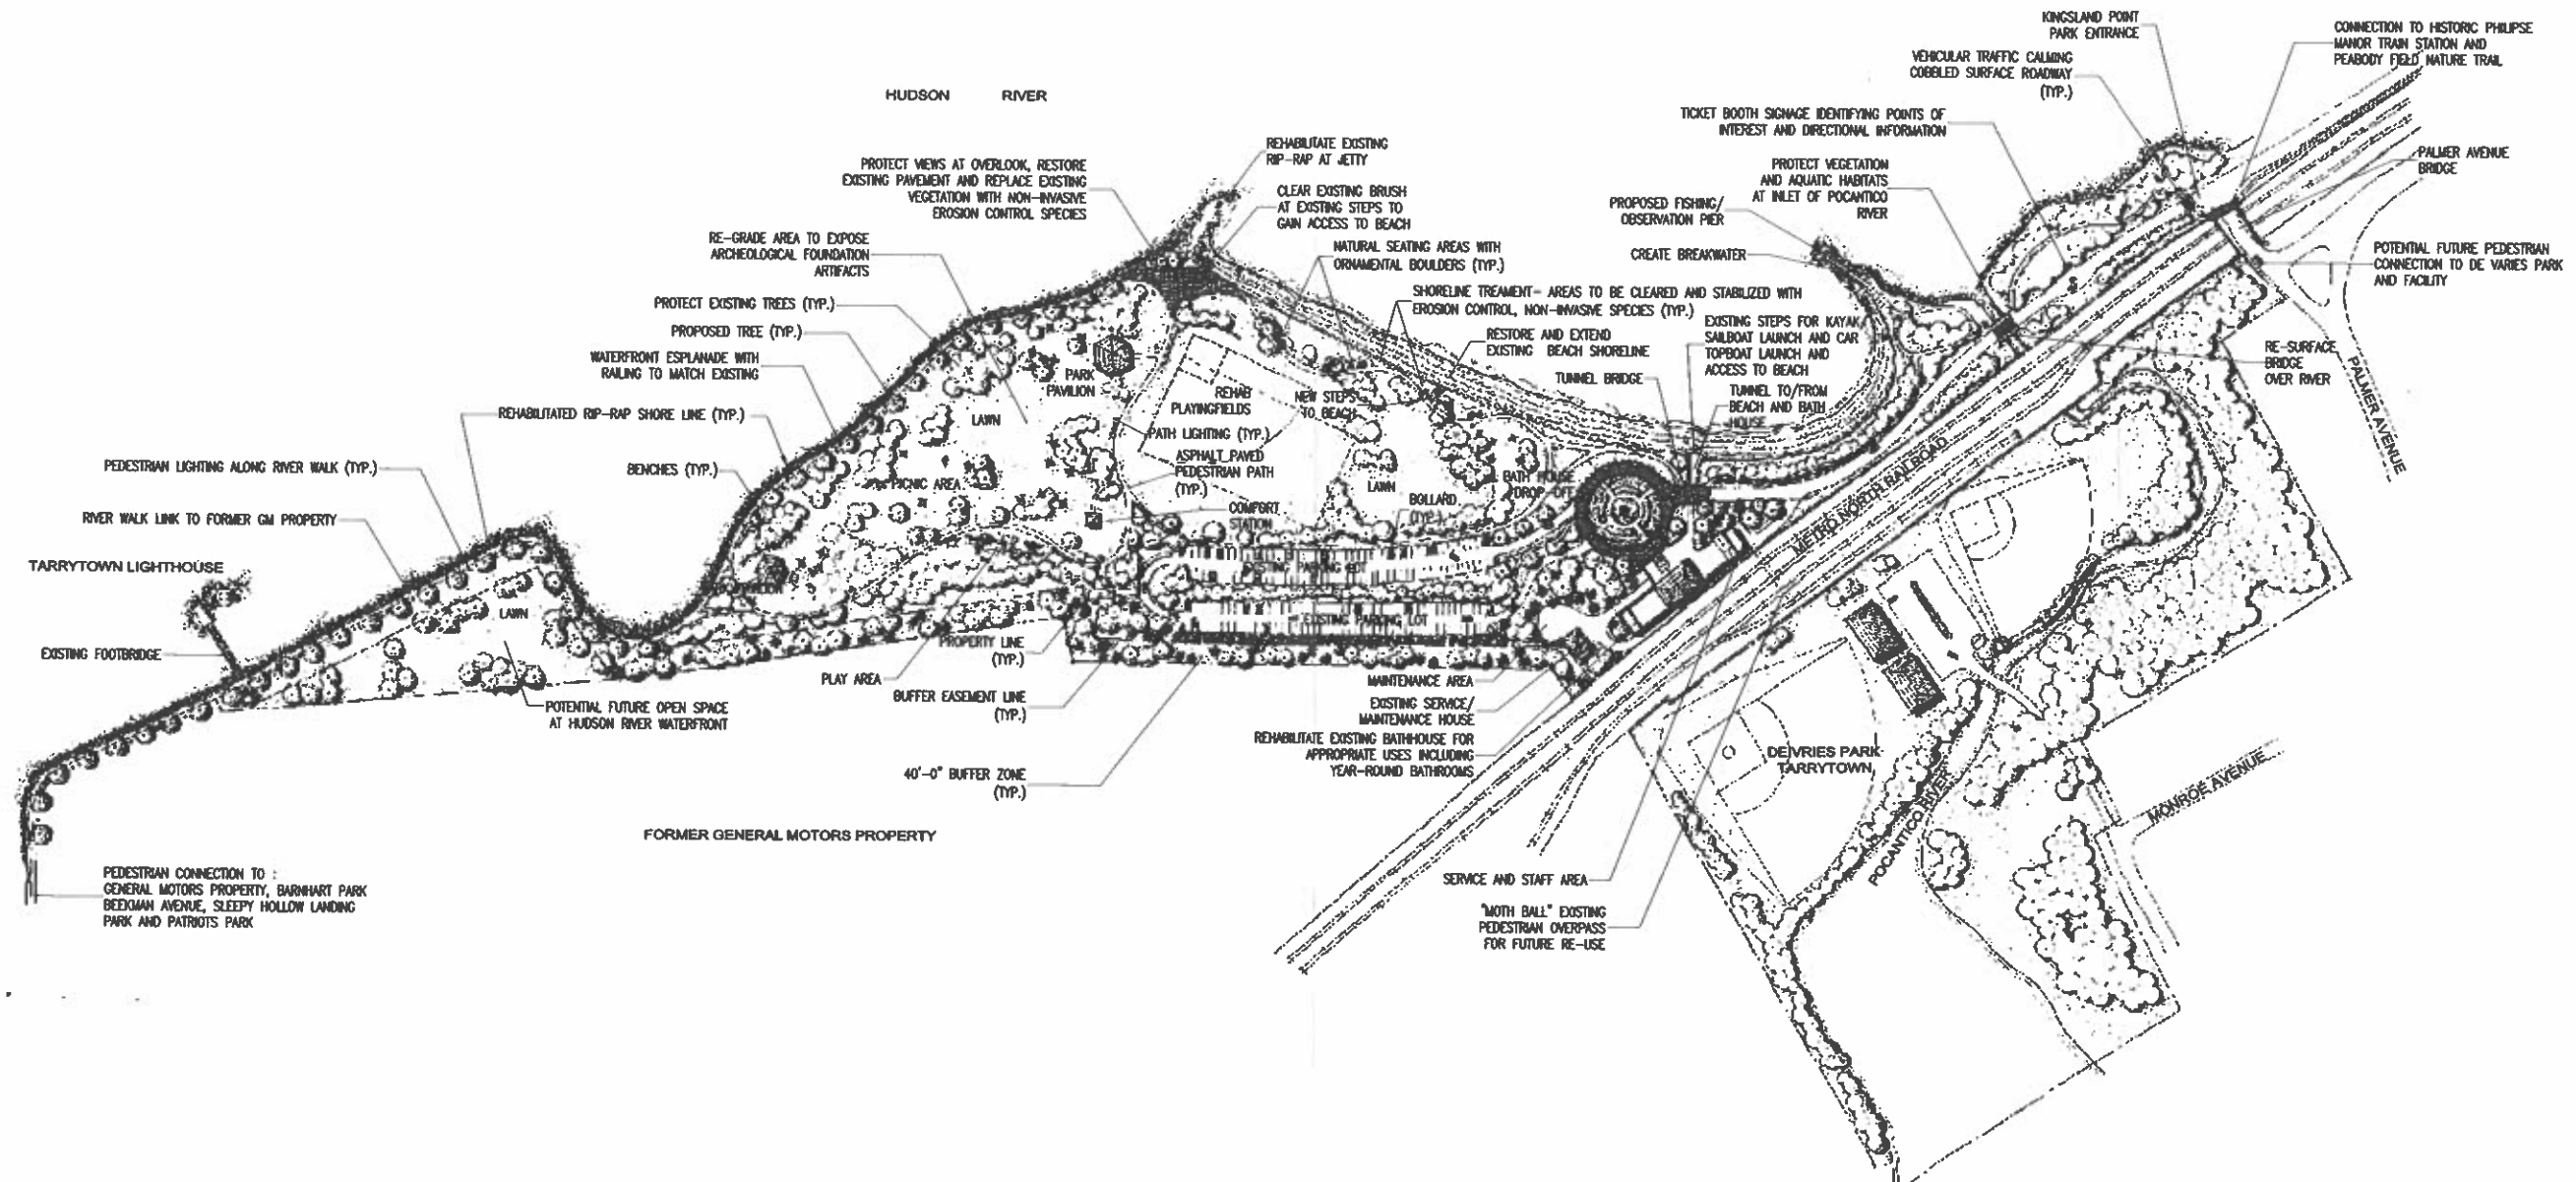 HUDSON RIVER
PROTECT VIEWS AT OVERLOOK, RESTORE
EXISTING PAVEMENT AND REPLACE EXISTING
VEGETATION WITH NON-INVASIVE
EROSION CONTROL SPECIES
RE-GRADE AREA TO EXPOSE
ARCHEOLOGICAL FOUNDATION
ARTIFACTS
PROTECT EXISTING TREES (TYP.)
PROPOSED TREE (TYP.)
WATERFRONT ESPLANADE WITH
RAILING TO MATCH EXISTING
REHABILITATED RIP-RAP SHORE LINE (TYP.)
BENCHES (TYP.)
PEDESTRIAN LIGHTING ALONG RIVER WALK (TYP.)
RIVER WALK LINK TO FORMER GM PROPERTY
TARRYTOWN LIGHTHOUSE
EXISTING FOOTBRIDGE
LAWN
POTENTIAL FUTURE OPEN SPACE
AT HUDSON RIVER WATERFRONT
PEDESTRIAN CONNECTION TO :
GENERAL MOTORS PROPERTY, BARNHART PARK
BEEKMAN AVENUE, SLEEPY HOLLOW LANDING
PARK AND PATRIOTS PARK
FORMER GENERAL MOTORS PROPERTY
REHABILITATE EXISTING
RIP-RAP AT JETTY
CLEAR EXISTING BRUSH
AT EXISTING STEPS TO
GAIN ACCESS TO BEACH
NATURAL SEATING AREAS WITH
ORNAMENTAL BOULDERS (TYP.)
SHORELINE TREAMENT- AREAS TO BE CLEARED AND STABILIZED WITH
EROSION CONTROL, NON-INVASIVE SPECIES (TYP.)
RESTORE AND EXTEND
EXISTING BEACH SHORELINE
EXISTING STEPS FOR KAYAK
SAILBOAT LAUNCH AND CAR
TOPBOAT LAUNCH AND
ACCESS TO BEACH
TUNNEL BRIDGE
TUNNEL TO/FROM
BEACH AND BATH
HOUSE
PARK
PAVILION
LAWN
REHAB
PLAYINGFIELDS
NEW STEPS
TO BEACH
PATH LIGHTING (TYP.)
ASPHALT PAVED
PEDESTRIAN PATH
(TYP.)
PICNIC AREA
COMFORT
STATION
LAWN
BOLLARD
(TYP.)
BATH HOUSE
DROP-OFF
EXISTING PARKING LOT
EXISTING PARKING LOT
PROPERTY LINE
(TYP.)
PLAY AREA
BUFFER EASEMENT LINE
(TYP.)
40'-0" BUFFER ZONE
(TYP.)
MAINTENANCE AREA
EXISTING SERVICE/
MAINTENANCE HOUSE
REHABILITATE EXISTING BATHHOUSE FOR
APPROPRIATE USES INCLUDING
YEAR-ROUND BATHROOMS
SERVICE AND STAFF AREA
"MOTH BALL" EXISTING
PEDESTRIAN OVERPASS
FOR FUTURE RE-USE
KINGSLAND POINT
PARK ENTRANCE
VEHICULAR TRAFFIC CALMING
COBBLED SURFACE ROADWAY
(TYP.)
TICKET BOOTH SIGNAGE IDENTIFYING POINTS OF
INTEREST AND DIRECTIONAL INFORMATION
PROTECT VEGETATION
AND AQUATIC HABITATS
AT INLET OF POCANTICO
RIVER
PROPOSED FISHING/
OBSERVATION PIER
CREATE BREAKWATER
CONNECTION TO HISTORIC PHILIPSE
MANOR TRAIN STATION AND
PEABODY FIELD NATURE TRAIL
PALMER AVENUE
BRIDGE
POTENTIAL FUTURE PEDESTRIAN
CONNECTION TO DE VARIES PARK
AND FACILITY
RE-SURFACE
BRIDGE
OVER RIVER
PALMER AVENUE
METRO NORTH RAILROAD
DEIVRIES PARK
TARRYTOWN
POCANTICO RIVER
MONROE AVENUE